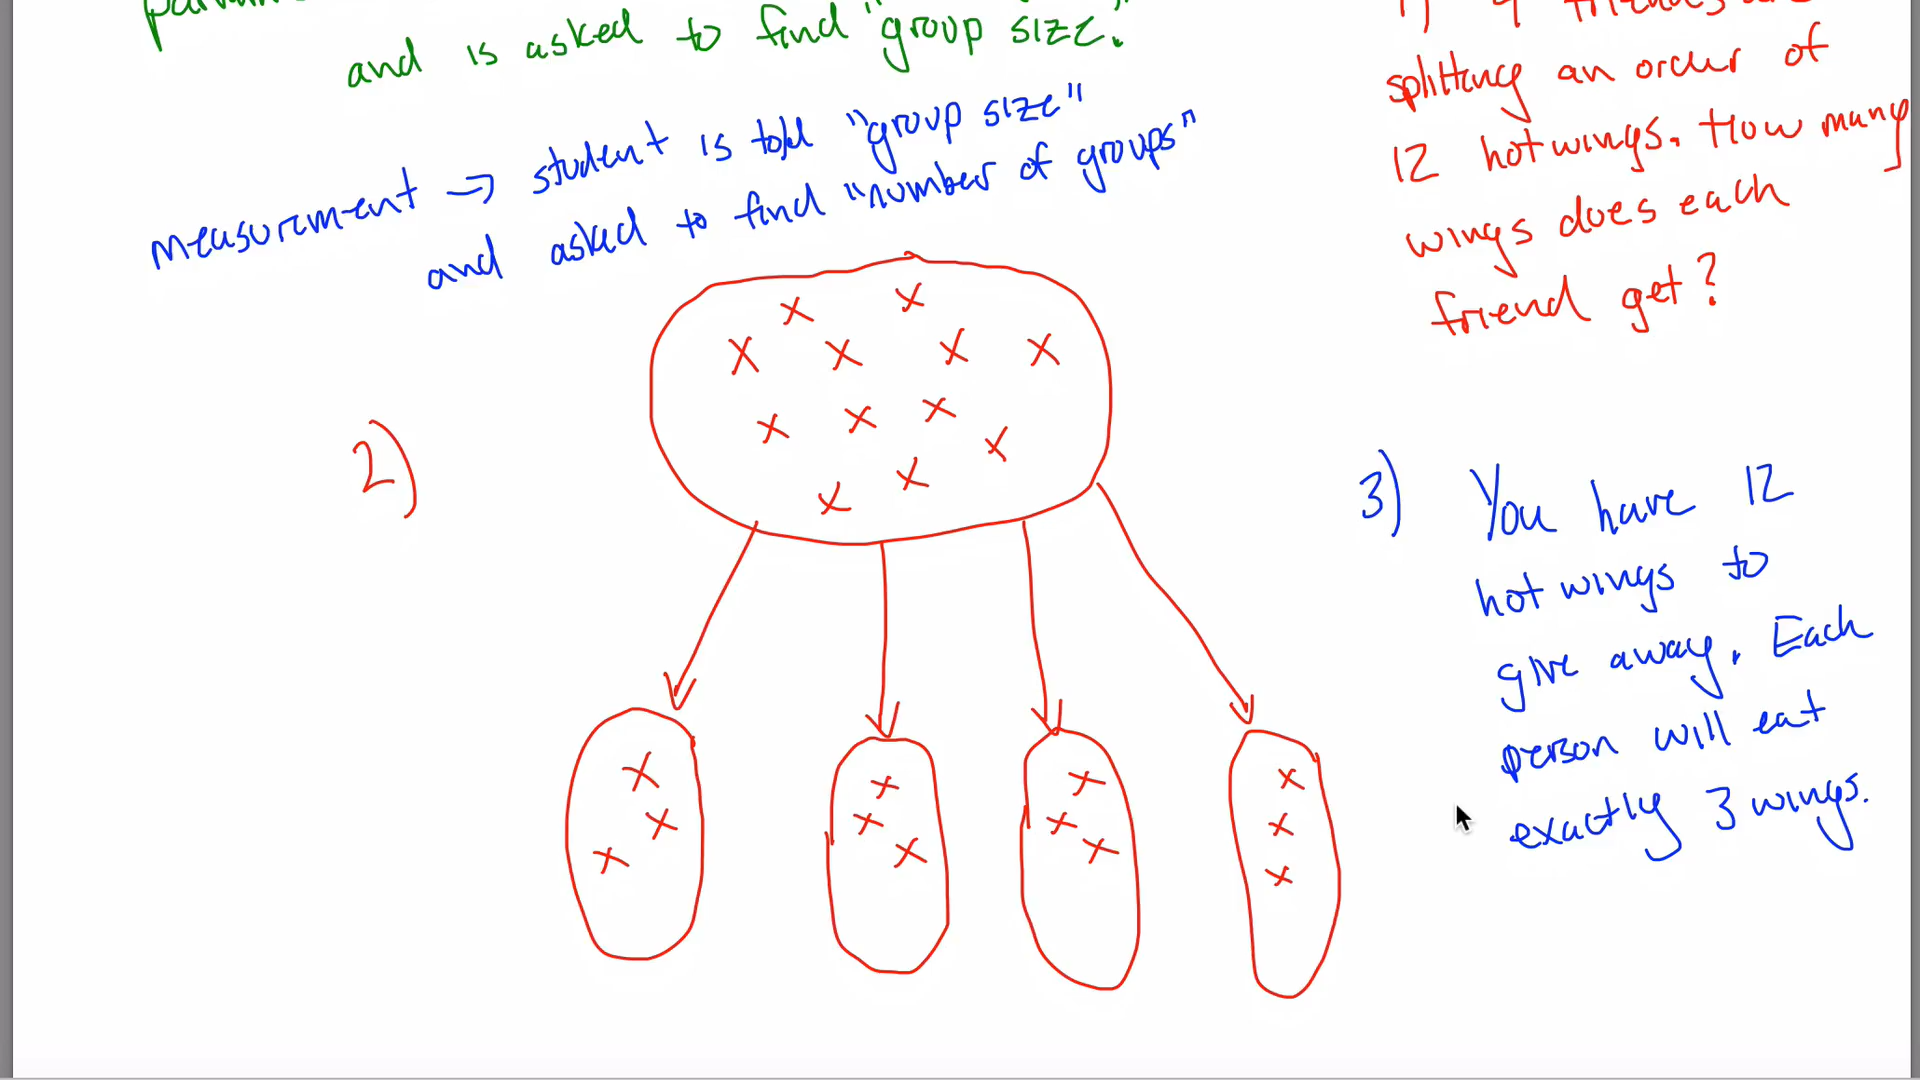 and is asked to find "group size."
measurement → student is told "group size"
and asked to find "number of groups"
splitting an order of
12 hotwings. How many
wings does each
friend get?
2)
x x
x x x x
x x x
x
x x
x x x x
x x x x
x x x x
3) You have 12
hot wings to
give away. Each
person will eat
exactly 3 wings.